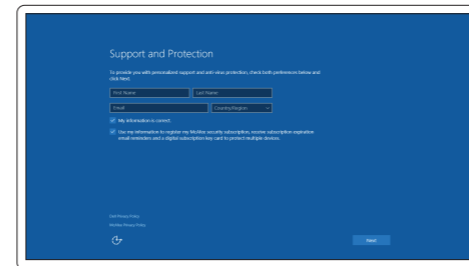 Support and Protection
To provide you with personalized support and anti-virus protection, check both preferences below and
click Next.
First Name
Last Name
Email
Country/Region
My information is correct.
Use my information to register my McAfee security subscription, receive subscription expiration
email reminders and a digital subscription key card to protect multiple devices.
Dell Privacy Policy
McAfee Privacy Policy
Next